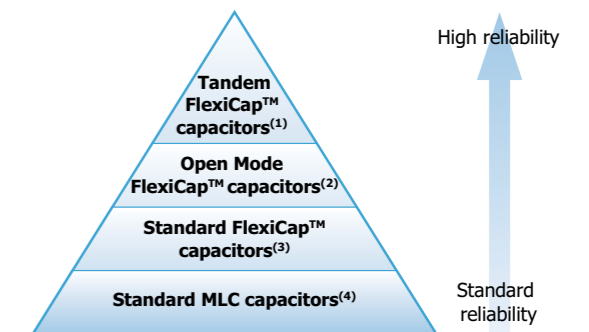 High reliability
Tandem
FlexiCap™
capacitors(1)
Open Mode
FlexiCap™ capacitors(2)
Standard FlexiCap™
capacitors(3)
Standard MLC capacitors(4)
Standard
reliability